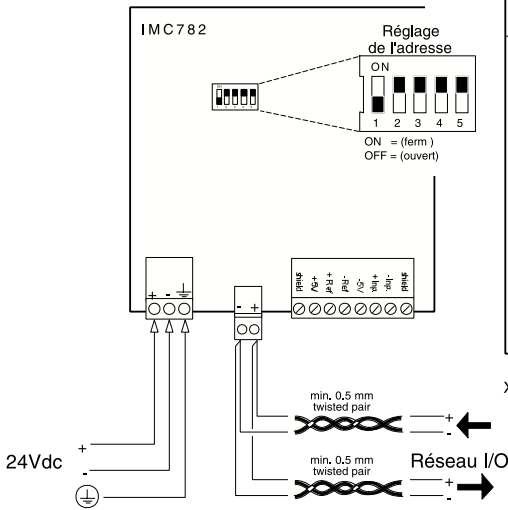 IMC782
Réglage
de l'adresse
ON
1 2 3 4 5
ON = (ferm )
OFF = (ouvert)
+ -
shield +5V +Ref -Ref -5V +Inp. -Inp. shield
- +
min. 0.5 mm
twisted pair
+
-
24Vdc
+
-
min. 0.5 mm
twisted pair
Réseau I/O
+
-